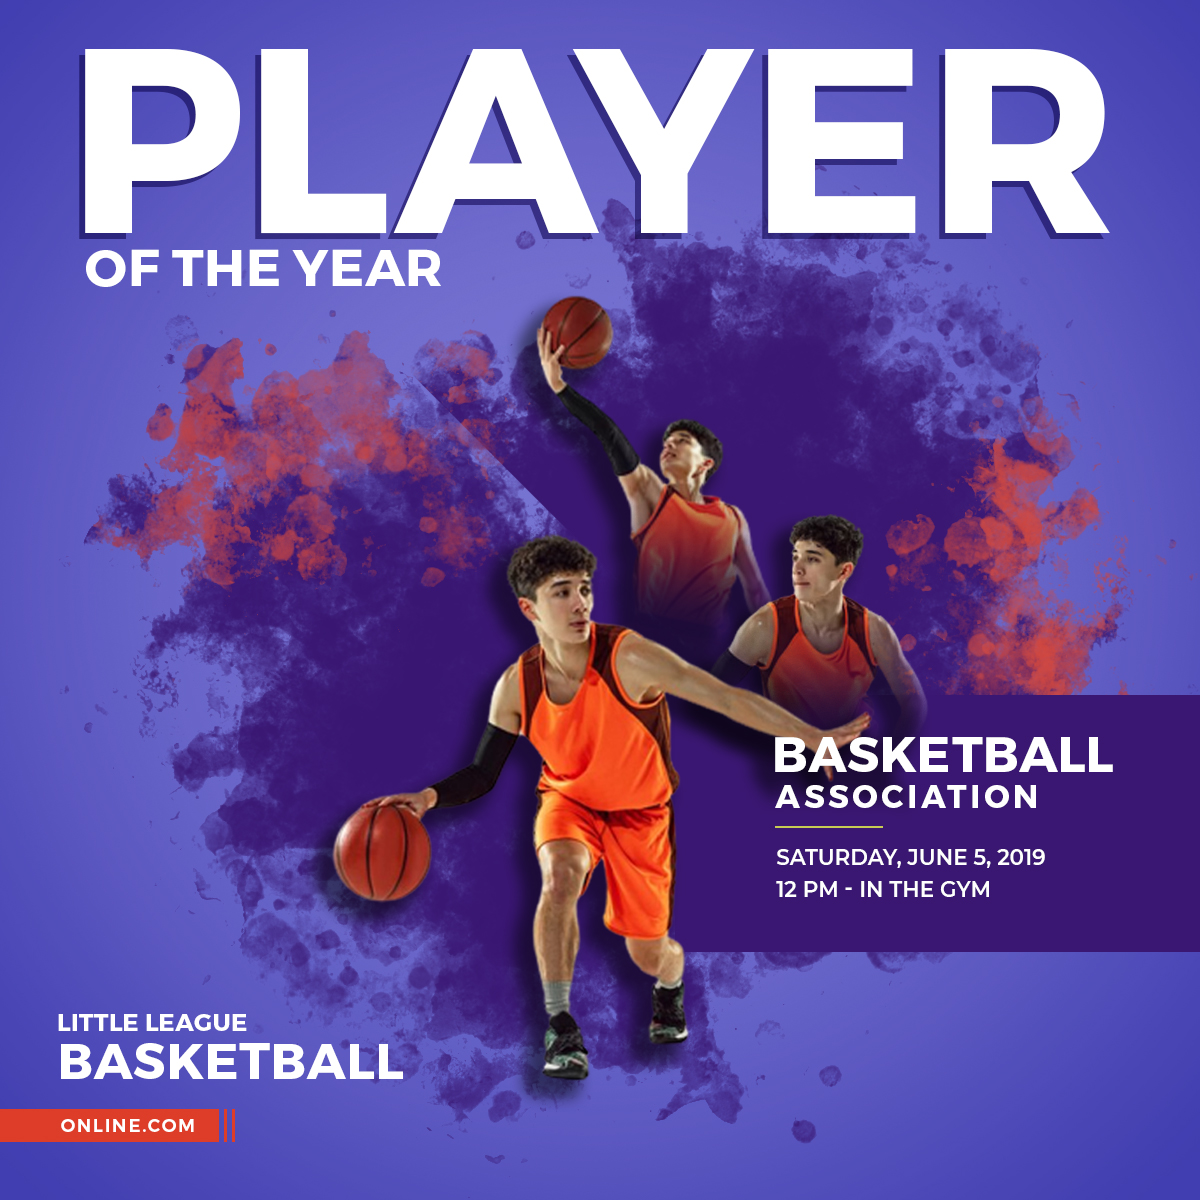 PLAYER
OF THE YEAR
BASKETBALL
ASSOCIATION
SATURDAY, JUNE 5, 2019
12 PM - IN THE GYM
LITTLE LEAGUE
BASKETBALL
ONLINE.COM